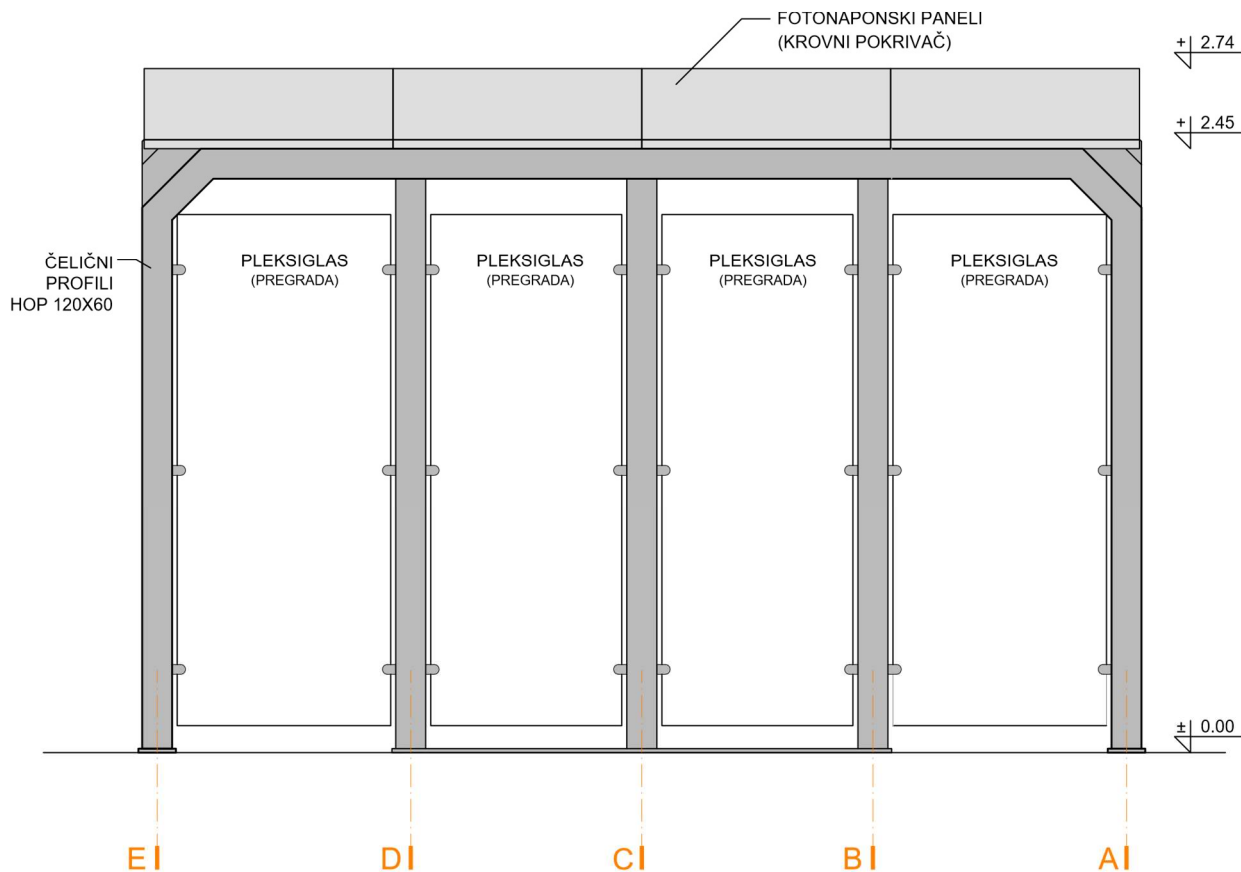 FOTONAPONSKI PANELI
(KROVNI POKRIVAČ)
+ 2.74
+ 2.45
ČELIČNI
PROFILI
HOP 120X60
PLEKSIGLAS
(PREGRADA)
PLEKSIGLAS
(PREGRADA)
PLEKSIGLAS
(PREGRADA)
PLEKSIGLAS
(PREGRADA)
± 0.00
E D C B A